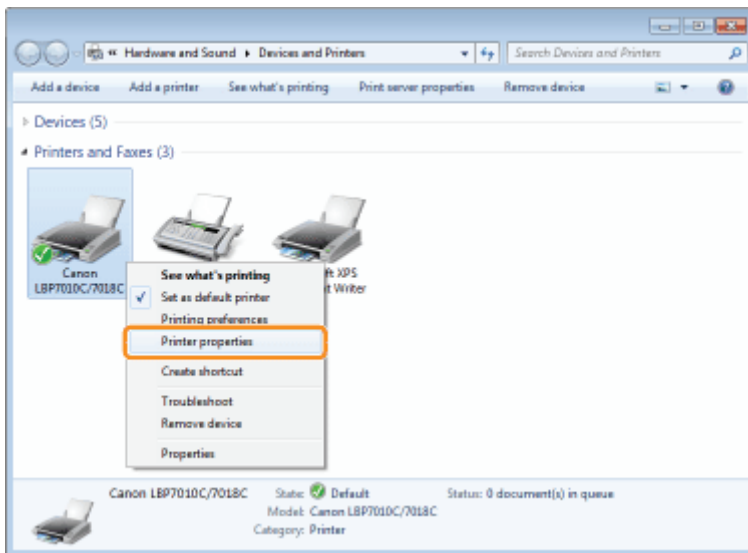 « Hardware and Sound ▸ Devices and Printers
Search Devices and Printers
Add a device Add a printer See what's printing Print server properties Remove device
Devices (5)
Printers and Faxes (3)
Canon
LBP7010C/7018C
XPS
Writer
See what's printing
Set as default printer
Printing preferences
Printer properties
Create shortcut
Troubleshoot
Remove device
Properties
Canon LBP7010C/7018C State: Default Status: 0 document(s) in queue
Model: Canon LBP7010C/7018C
Category: Printer